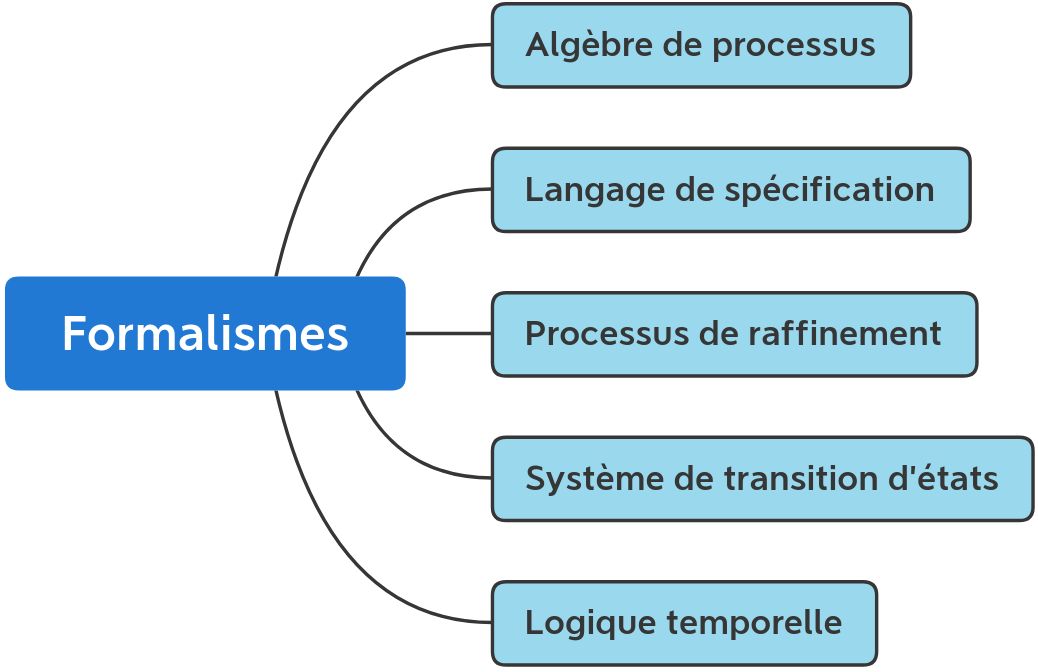 Algèbre de processus
Langage de spécification
Formalismes
Processus de raffinement
Système de transition d'états
Logique temporelle